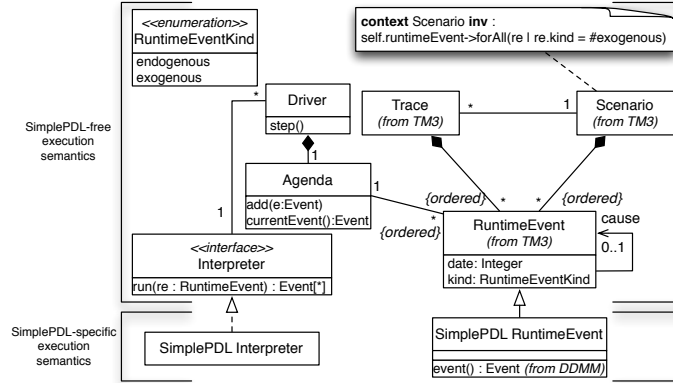 <<enumeration>>
RuntimeEventKind
endogenous
exogenous
context Scenario inv :
self.runtimeEvent->forAll(re | re.kind = #exogenous)
SimplePDL-free
execution
semantics
*
Driver
step()
1
Trace
(from TM3)
*
1
Scenario
(from TM3)
Agenda
add(e:Event)
currentEvent():Event
1
*
{ordered}
{ordered}
*
*
{ordered}
1
<<interface>>
Interpreter
run(re : RuntimeEvent) : Event[*]
RuntimeEvent
(from TM3)
date: Integer
kind: RuntimeEventKind
cause
0..1
SimplePDL-specific
execution
semantics
SimplePDL Interpreter
SimplePDL RuntimeEvent
event() : Event (from DDMM)